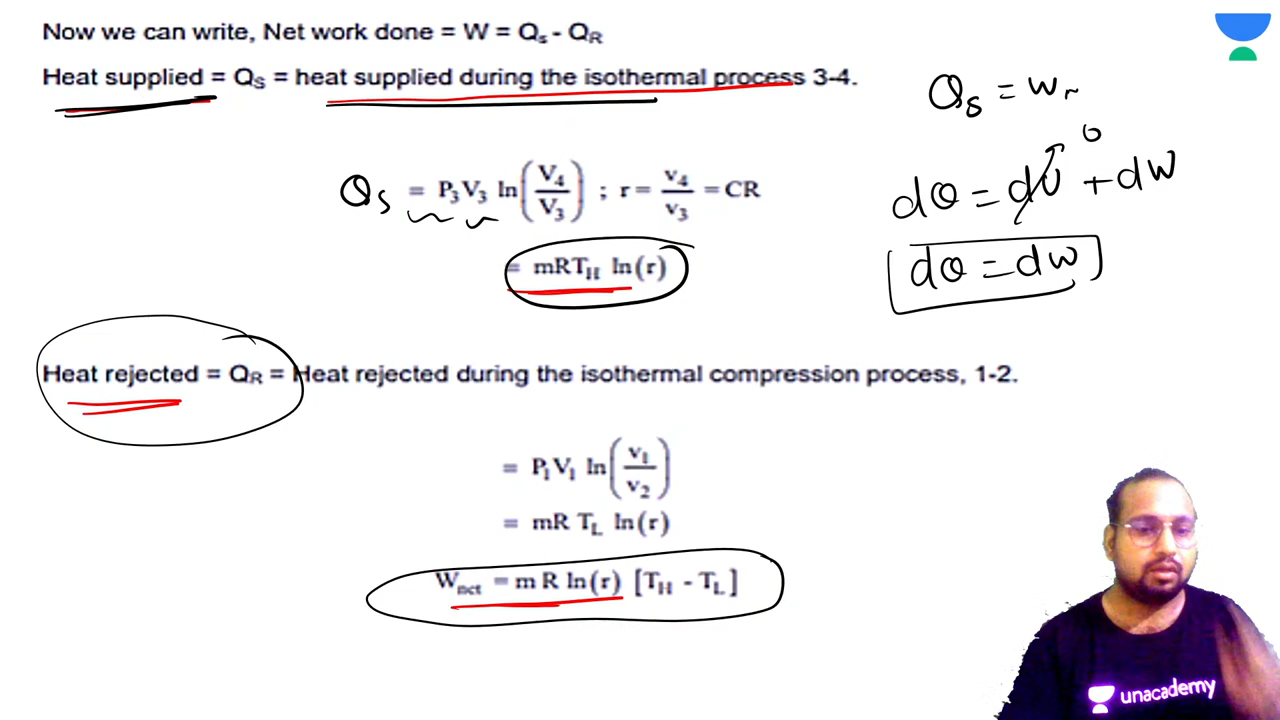 Now we can write, Net work done = W = Qs - QR
Heat supplied = QS = heat supplied during the isothermal process 3-4.
Qs = W
QS = P3V3 ln(V4/V3) ; r = v4/v3 = CR
dQ = dU + dW
0
= mRTH ln(r)
dQ = dW
Heat rejected = QR = Heat rejected during the isothermal compression process, 1-2.
= P1V1 ln(v1/v2)
= mR TL ln(r)
Wnet = m R ln(r) [TH - TL]
unacademy